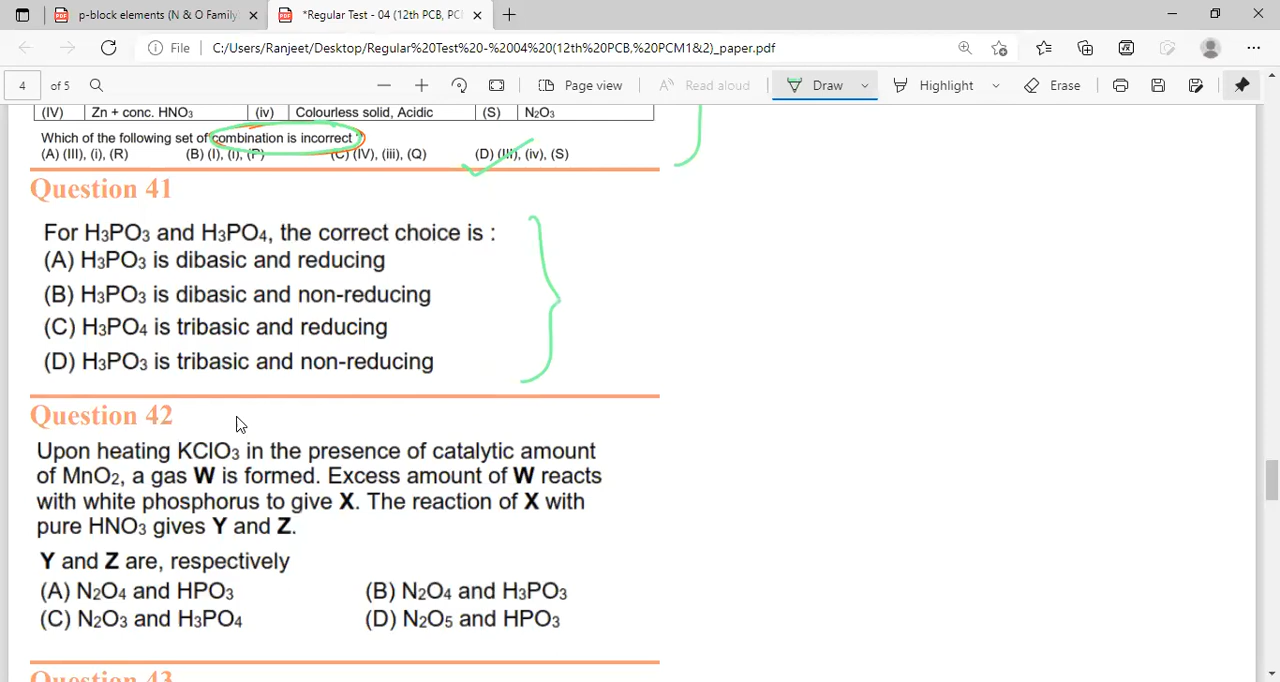 p-block elements (N & O Family
*Regular Test - 04 (12th PCB, PC
File
C:/Users/Ranjeet/Desktop/Regular%20Test%20-%2004%20(12th%20PCB,%20PCM1&2)_paper.pdf
4 of 5
Page view
Read aloud
Draw
Highlight
Erase
(IV) Zn + conc. HNO₃ (iv) Colourless solid, Acidic (S) N₂O₃
Which of the following set of combination is incorrect ?
(A) (III), (i), (R) (B) (I), (i), (P) (C) (IV), (iii), (Q) (D) (III), (iv), (S)
Question 41
For H₃PO₃ and H₃PO₄, the correct choice is :
(A) H₃PO₃ is dibasic and reducing
(B) H₃PO₃ is dibasic and non-reducing
(C) H₃PO₄ is tribasic and reducing
(D) H₃PO₃ is tribasic and non-reducing
Question 42
Upon heating KClO₃ in the presence of catalytic amount
of MnO₂, a gas W is formed. Excess amount of W reacts
with white phosphorus to give X. The reaction of X with
pure HNO₃ gives Y and Z.
Y and Z are, respectively
(A) N₂O₄ and HPO₃ (B) N₂O₄ and H₃PO₃
(C) N₂O₃ and H₃PO₄ (D) N₂O₅ and HPO₃
Question 43